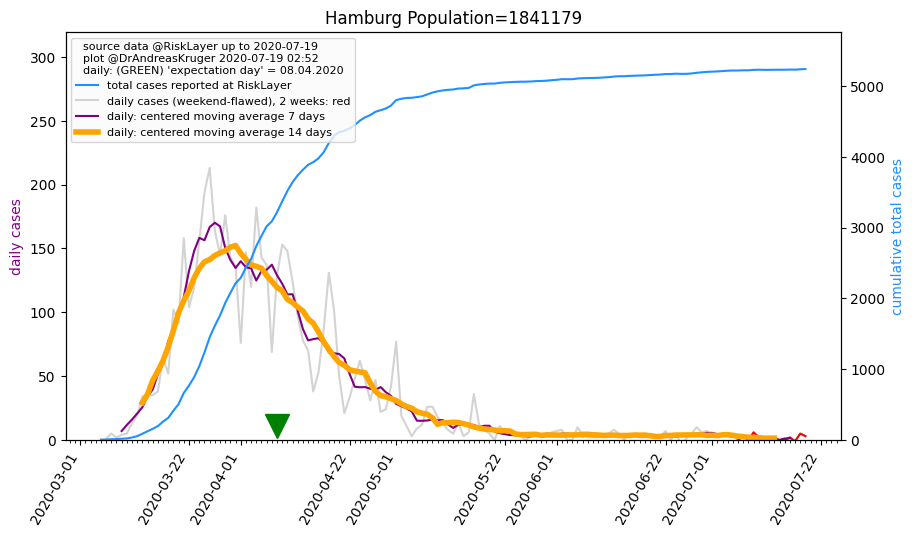 Hamburg Population=1841179
source data @RiskLayer up to 2020-07-19
plot @DrAndreasKruger 2020-07-19 02:52
daily: (GREEN) 'expectation day' = 08.04.2020
total cases reported at RiskLayer
daily cases (weekend-flawed), 2 weeks: red
daily: centered moving average 7 days
daily: centered moving average 14 days
daily cases
300
250
200
150
100
50
0
cumulative total cases
5000
4000
3000
2000
1000
0
2020-03-01
2020-03-22
2020-04-01
2020-04-22
2020-05-01
2020-05-22
2020-06-01
2020-06-22
2020-07-01
2020-07-22